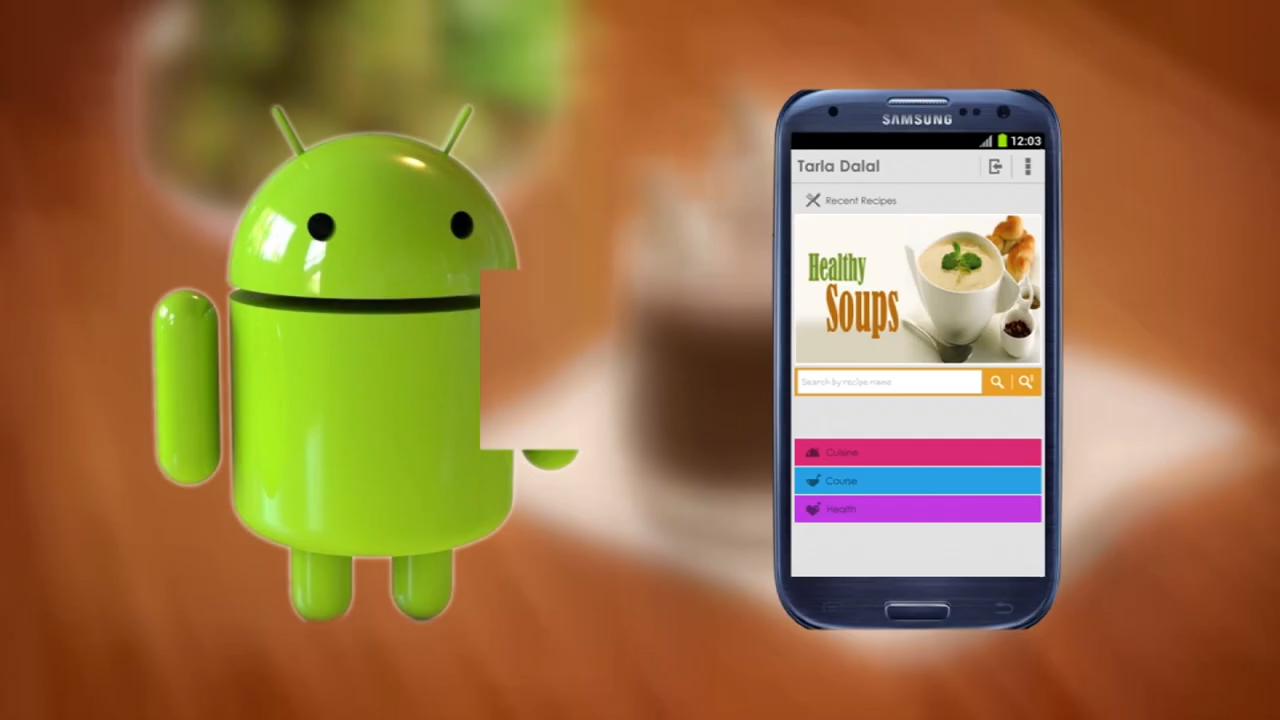 SAMSUNG
12:03
Tarla Dalal
Recent Recipes
Healthy
Soups
Search by recipe name
Cuisine
Course
Health